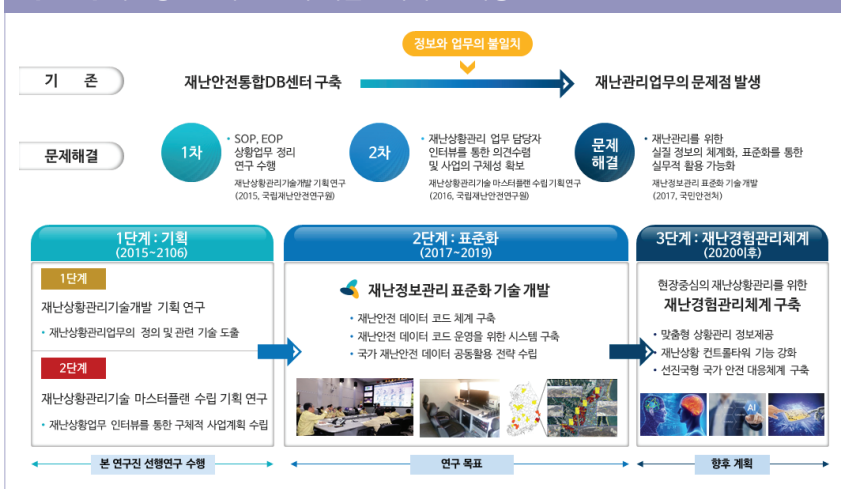 정보와 업무의 불일치
기 존
재난안전통합DB센터 구축
재난관리업무의 문제점 발생
문제해결
1차
• SOP, EOP
상황업무 정리
연구 수행
재난상황관리기술개발 기획연구
(2015, 국립재난안전연구원)
2차
• 재난상황관리 업무 담당자
인터뷰를 통한 의견수렴
및 사업의 구체성 확보
재난상황관리기술 마스터플랜 수립 기획연구
(2016, 국립재난안전연구원)
문제
해결
• 재난관리를 위한
실질 정보의 체계화, 표준화를 통한
실무적 활용 가능화
재난정보관리 표준화 기술 개발
(2017, 국민안전처)
1단계 : 기획
(2015~2106)
1단계
재난상황관리기술개발 기획 연구
• 재난상황관리업무의 정의 및 관련 기술 도출
2단계
재난상황관리기술 마스터플랜 수립 기획 연구
• 재난상황업무 인터뷰를 통한 구체적 사업계획 수립
본 연구진 선행연구 수행
2단계 : 표준화
(2017~2019)
재난정보관리 표준화 기술 개발
• 재난안전 데이터 코드 체계 구축
• 재난안전 데이터 코드 운영을 위한 시스템 구축
• 국가 재난안전 데이터 공동활용 전략 수립
연구 목표
3단계 : 재난경험관리체계
(2020이후)
현장중심의 재난상황관리를 위한
재난경험관리체계 구축
• 맞춤형 상황관리 정보제공
• 재난상황 컨트롤타워 기능 강화
• 선진국형 국가 안전 대응체계 구축
AI
향후 계획